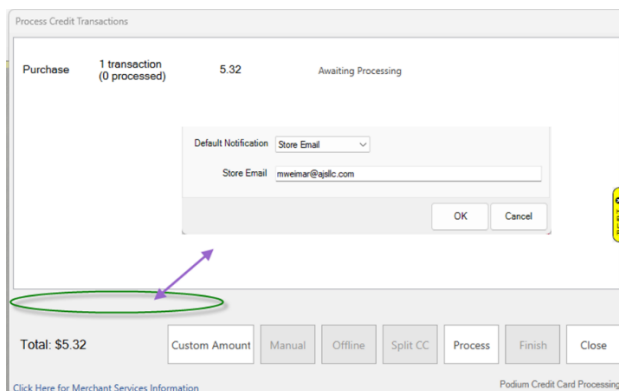 Process Credit Transactions
Purchase 1 transaction 5.32 Awaiting Processing
(0 processed)
Default Notification Store Email
Store Email mweimar@ajsllc.com
OK Cancel
Total: $5.32 Custom Amount Manual Offline Split CC Process Finish Close
Click Here for Merchant Services Information Podium Credit Card Processing